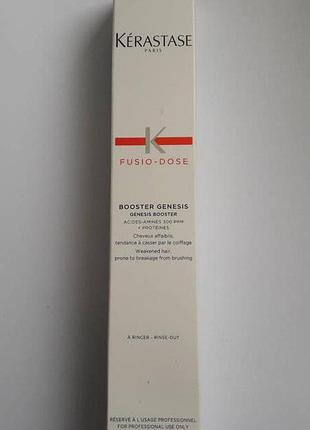 KÉRASTASE
PARIS
K
FUSIO-DOSE
BOOSTER GENESIS
GENESIS BOOSTER
ACIDES-AMINÉS 300 PPM
+ PROTÉINES
Cheveux affaiblis,
tendance à casser par le coiffage
Weakened hair,
prone to breakage from brushing
À RINCER - RINSE-OUT
RÉSERVÉ À L'USAGE PROFESSIONNEL
FOR PROFESSIONAL USE ONLY